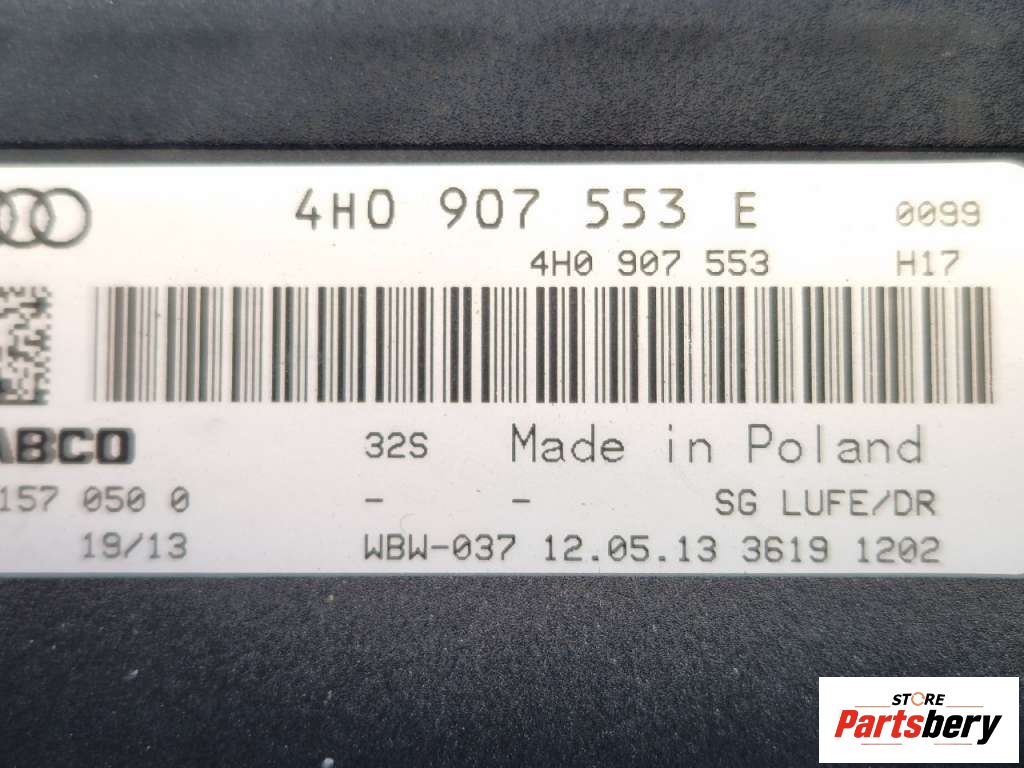 4H0 907 553 E 0099
4H0 907 553 H17
ABCO 32S Made in Poland
157 050 0 - - SG LUFE/DR
19/13 WBW-037 12.05.13 3619 1202
STORE
Partsbery